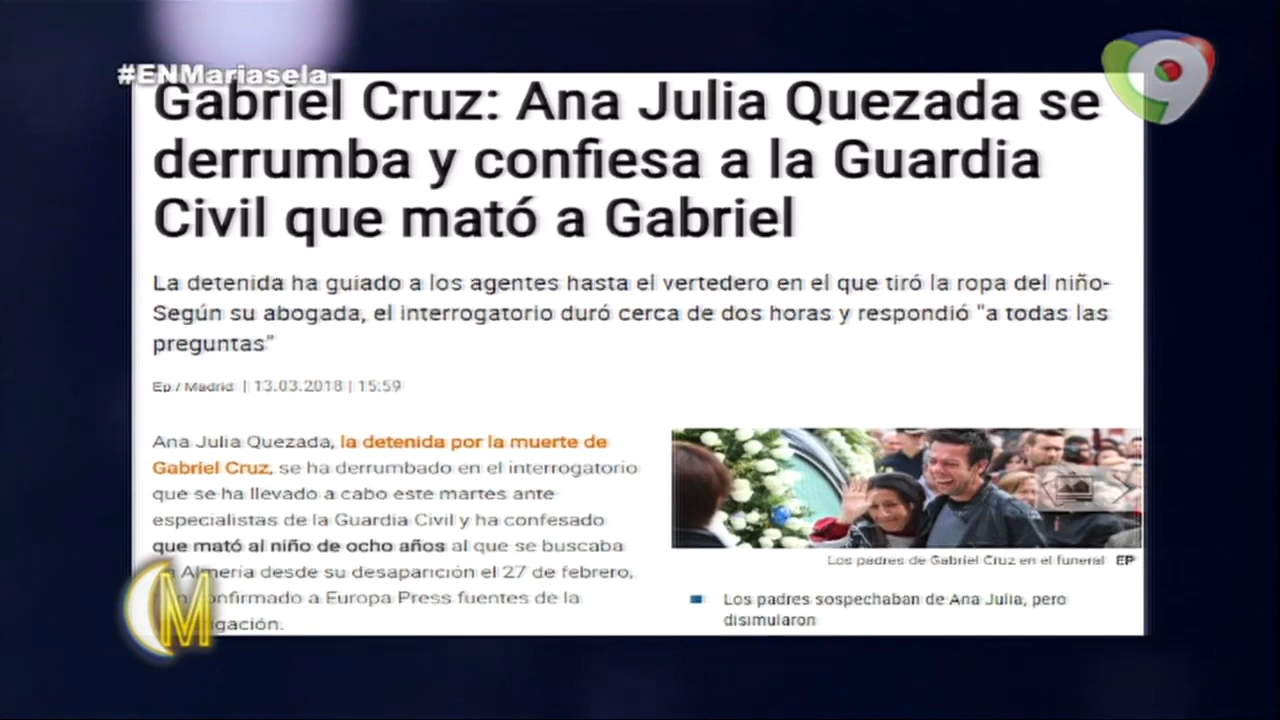 #ENMariasela
9
Gabriel Cruz: Ana Julia Quezada se
derrumba y confiesa a la Guardia
Civil que mató a Gabriel
La detenida ha guiado a los agentes hasta el vertedero en el que tiró la ropa del niño-
Según su abogada, el interrogatorio duró cerca de dos horas y respondió "a todas las
preguntas"
Ep / Madrid || 13.03.2018 | 15:59
Ana Julia Quezada, la detenida por la muerte de
Gabriel Cruz, se ha derrumbado en el interrogatorio
que se ha llevado a cabo este martes ante
especialistas de la Guardia Civil y ha confesado
que mató al niño de ocho años al que se buscaba
Almería desde su desaparición el 27 de febrero,
a Europa Press fuentes de la
M
Los padres de Gabriel Cruz en el funeral EP
Los padres sospechaban de Ana Julia, pero
disimularon